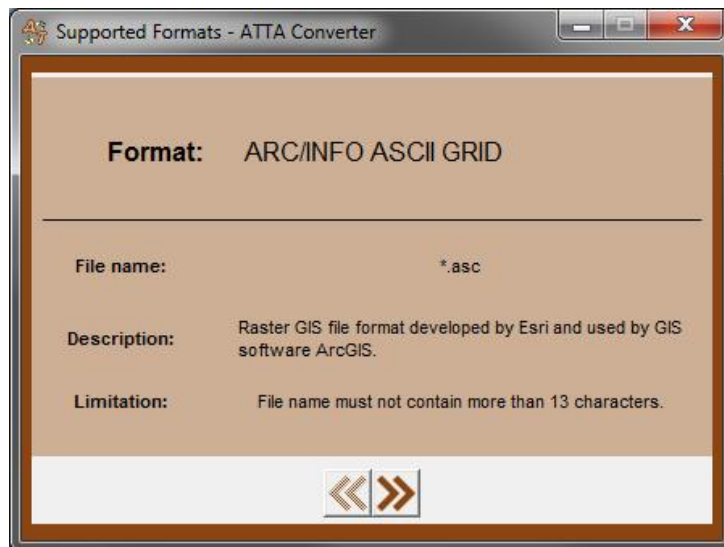 Supported Formats - ATTA Converter
Format: ARC/INFO ASCII GRID
File name: *.asc
Description: Raster GIS file format developed by Esri and used by GIS
software ArcGIS.
Limitation: File name must not contain more than 13 characters.